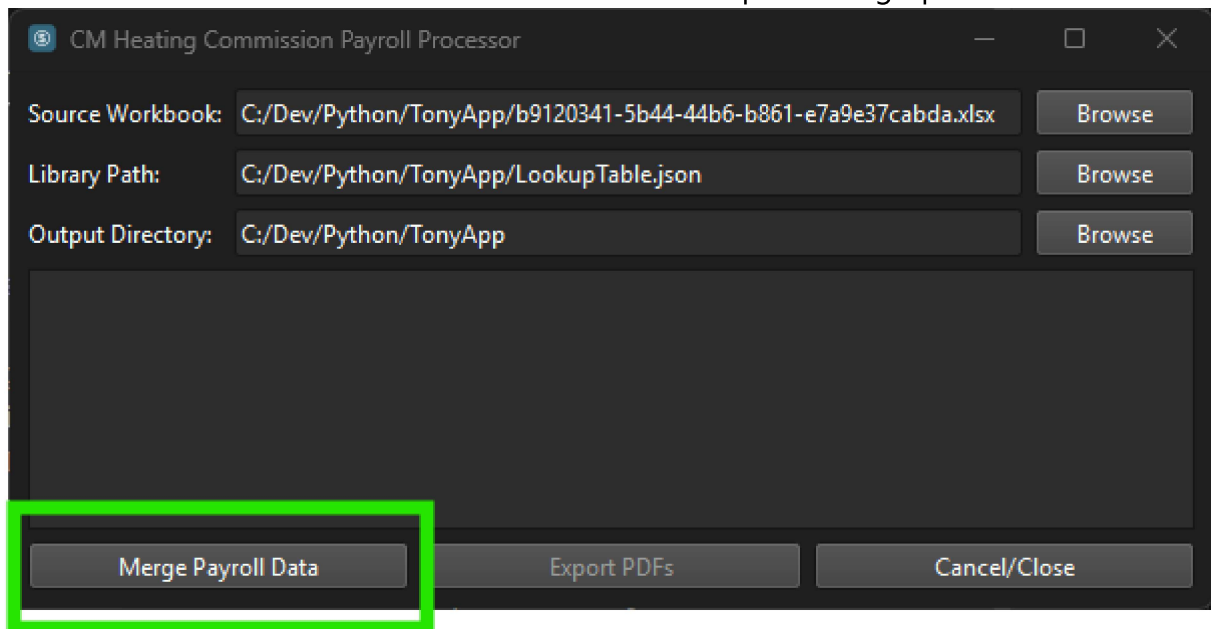 CM Heating Commission Payroll Processor
Source Workbook: C:/Dev/Python/TonyApp/b9120341-5b44-44b6-b861-e7a9e37cabda.xlsx Browse
Library Path: C:/Dev/Python/TonyApp/LookupTable.json Browse
Output Directory: C:/Dev/Python/TonyApp Browse
Merge Payroll Data Export PDFs Cancel/Close